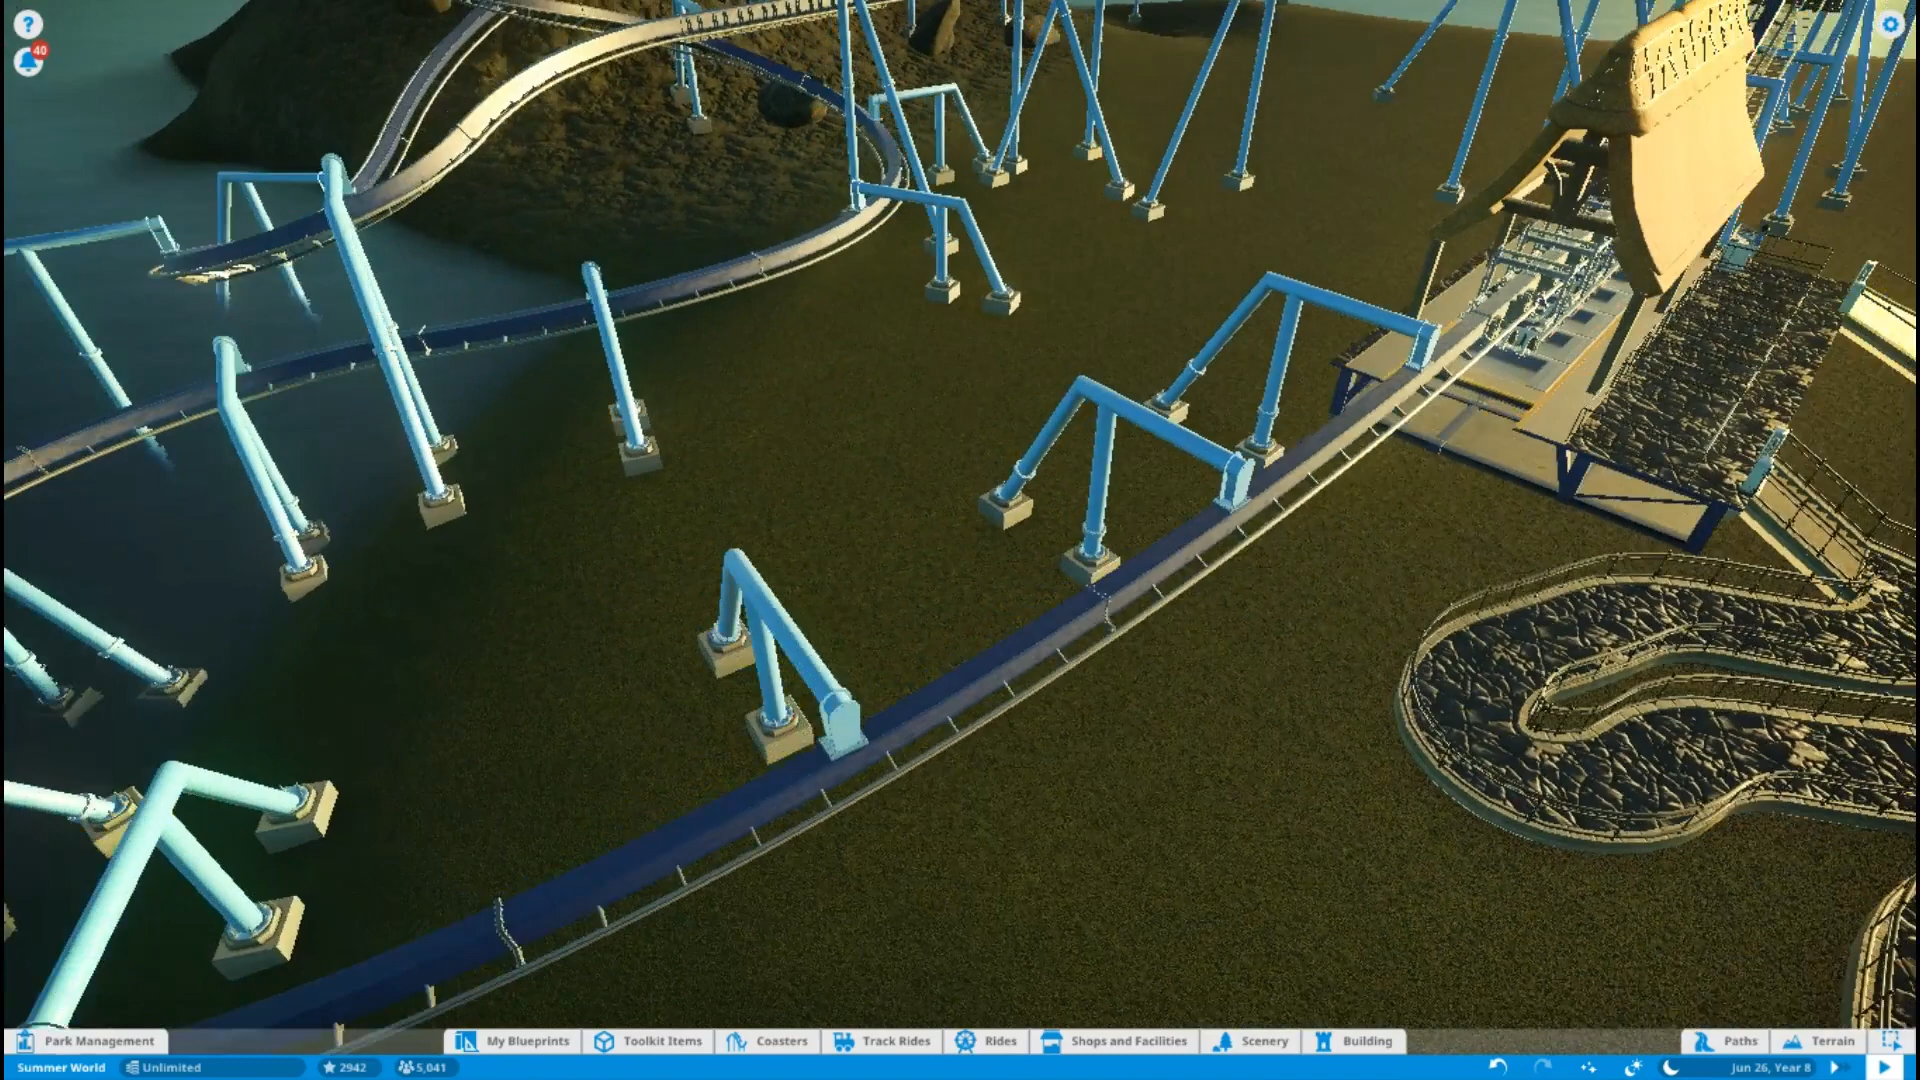 ?
40
Park Management
My Blueprints
Toolkit Items
Coasters
Track Rides
Rides
Shops and Facilities
Scenery
Building
Paths
Terrain
Summer World
Unlimited
2942
5,041
Jun 26, Year 8